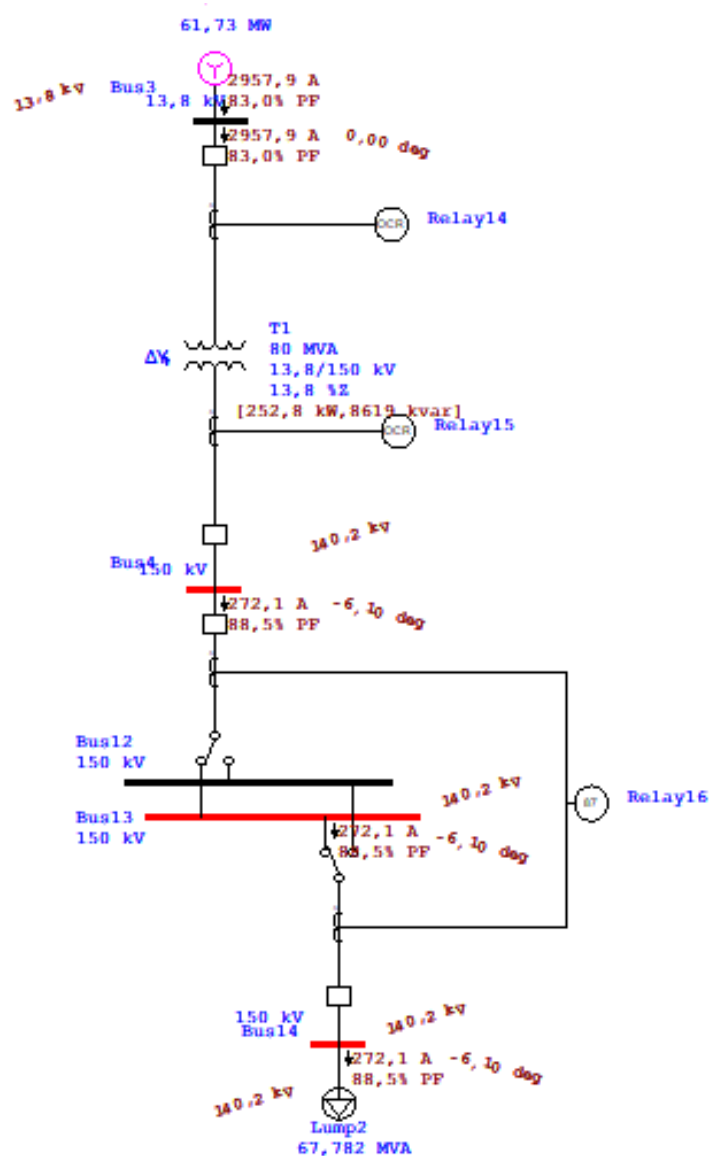 61,73 MW
2957,9 A
Bus3
13,8 kV
13,8 kV
83,0% PF
2957,9 A
0,00 deg
83,0% PF
OCR
Relay14
T1
ΔY
80 MVA
13,8/150 kV
13,8 %Z
[252,8 kW,8619 kvar]
OCR
Relay15
140,2 kV
Bus4
150 kV
272,1 A
-6,10 deg
88,5% PF
Bus12
150 kV
140,2 kV
Relay16
87
Bus13
150 kV
272,1 A
-6,10 deg
88,5% PF
150 kV
Bus14
140,2 kV
272,1 A
-6,10 deg
88,5% PF
140,2 kV
Lump2
67,782 MVA